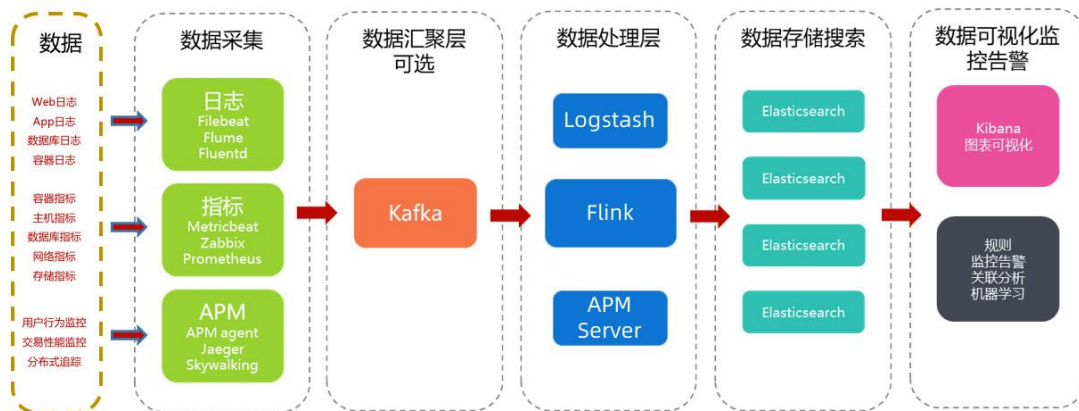 数据
Web日志
App日志
数据库日志
容器日志
容器指标
主机指标
数据库指标
网络指标
存储指标
用户行为监控
交易性能监控
分布式追踪
数据采集
日志
Filebeat
Flume
Fluentd
指标
Metricbeat
Zabbix
Prometheus
APM
APM agent
Jaeger
Skywalking
数据汇聚层
可选
Kafka
数据处理层
Logstash
Flink
APM
Server
数据存储搜索
Elasticsearch
Elasticsearch
Elasticsearch
Elasticsearch
数据可视化监
控告警
Kibana
图表可视化
规则
监控告警
关联分析
机器学习